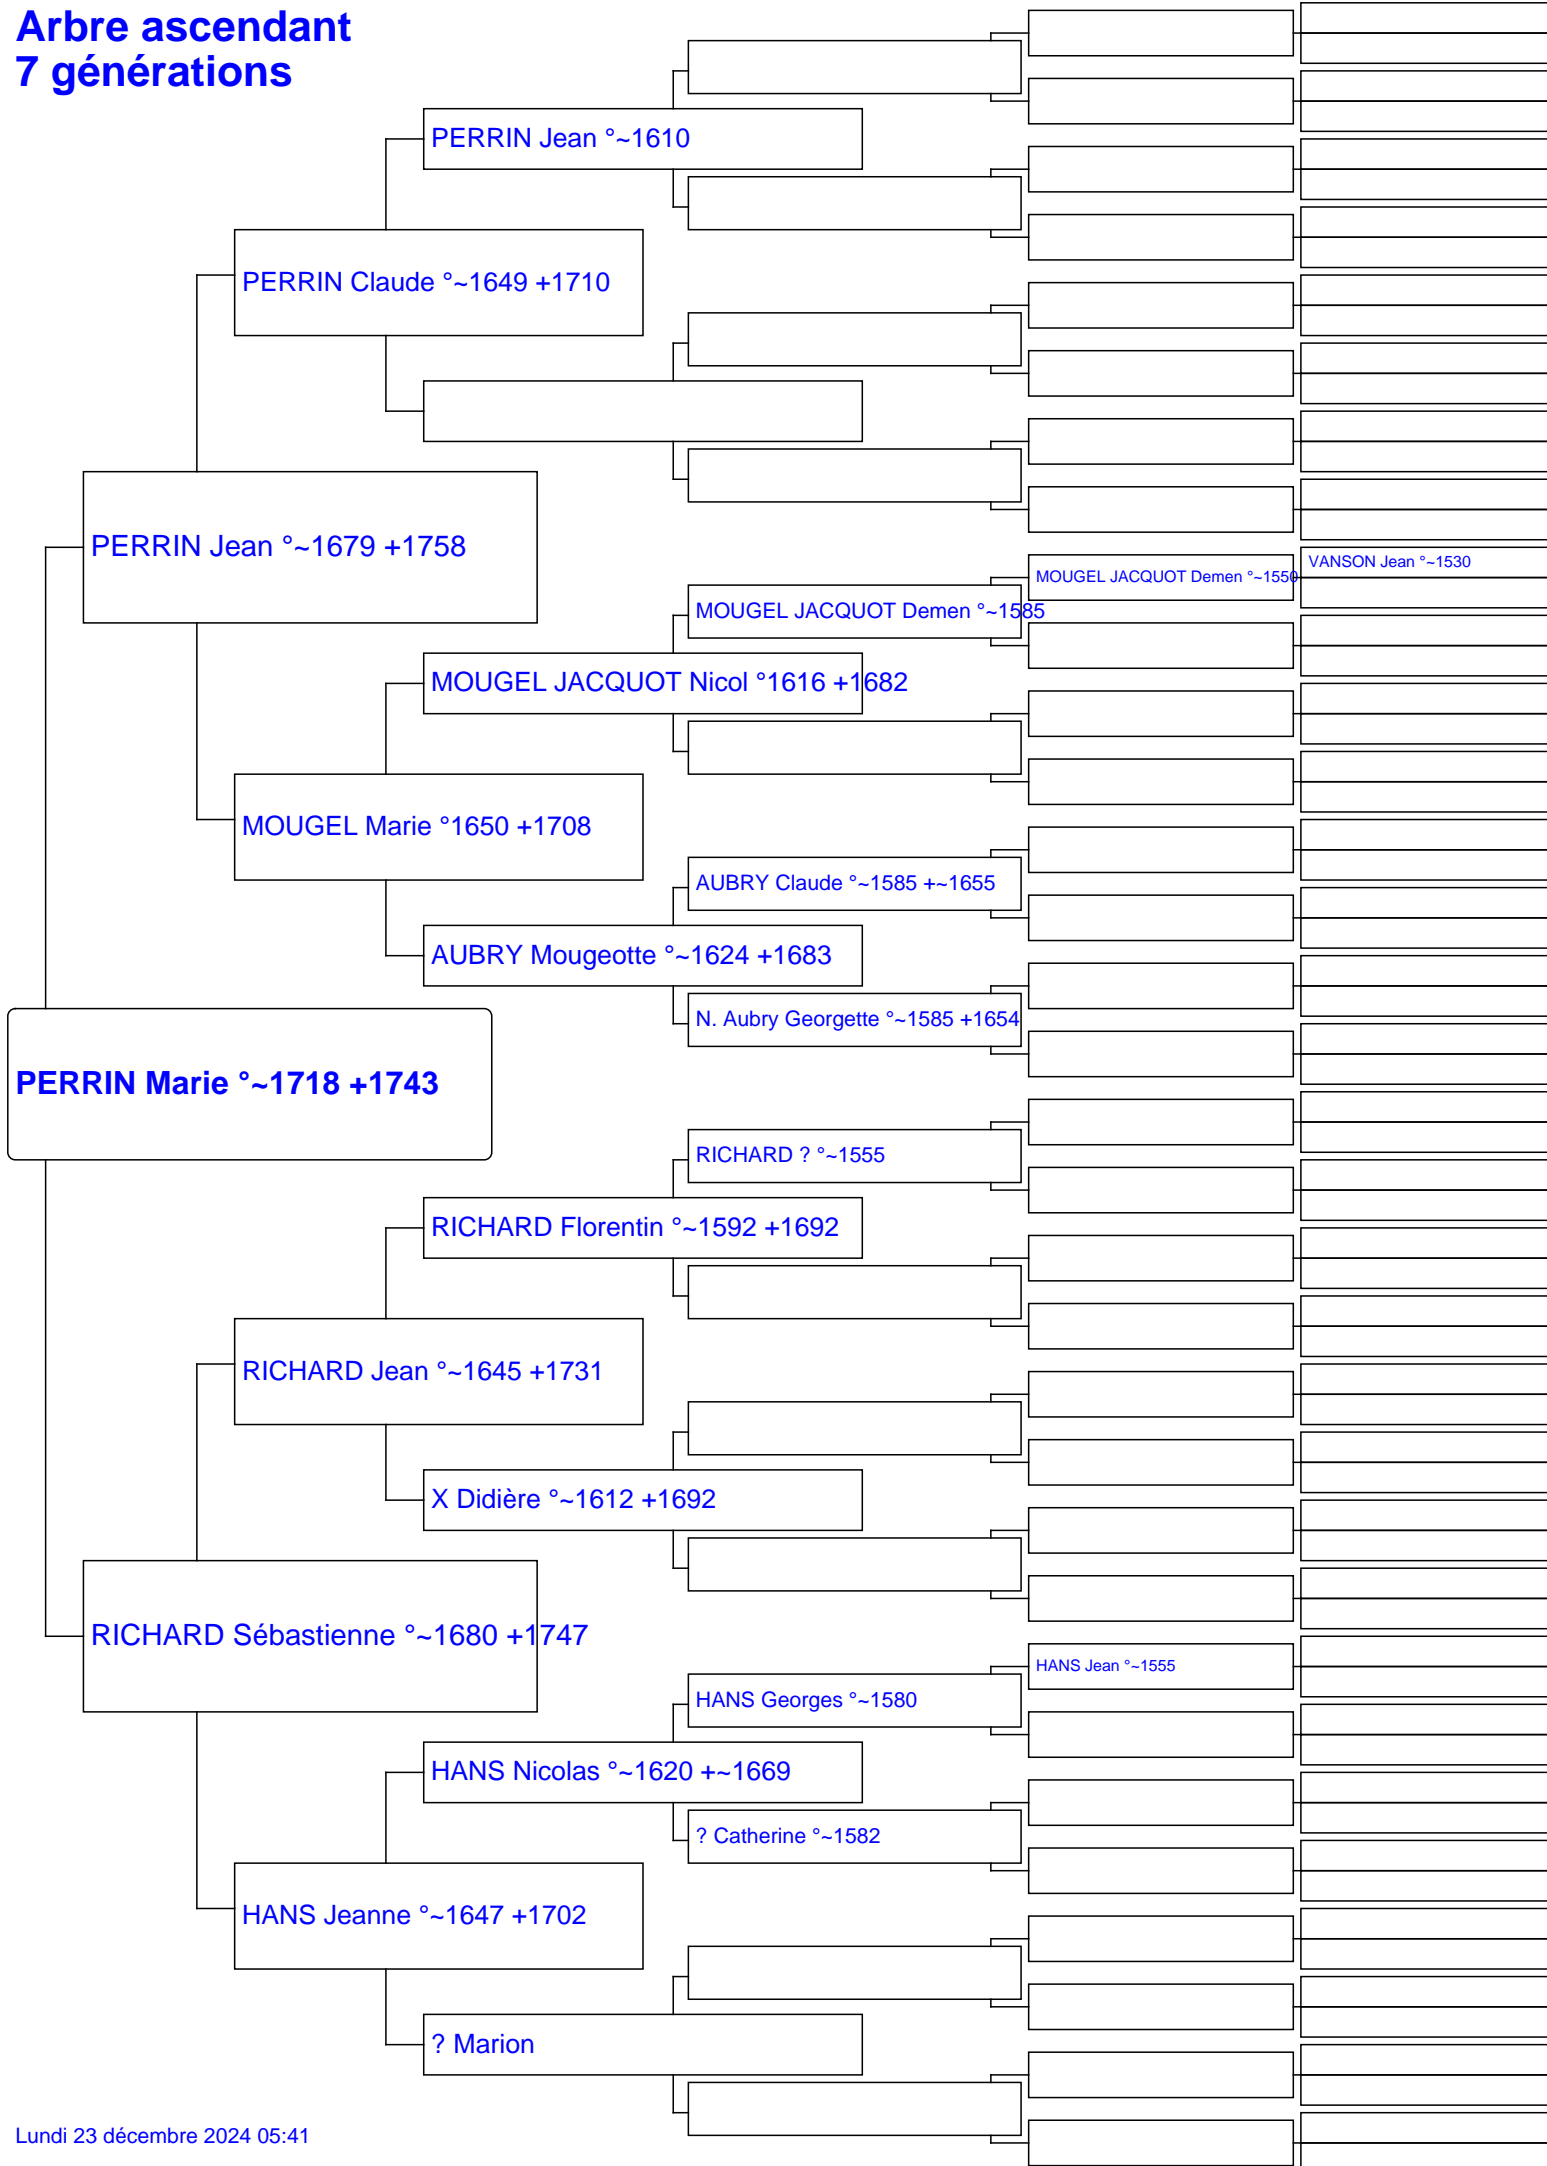 Arbre ascendant
7 générations
PERRIN Jean °~1610
PERRIN Claude °~1649 +1710
PERRIN Jean °~1679 +1758
MOUGEL JACQUOT Demen °~1550
VANSON Jean °~1530
MOUGEL JACQUOT Demen °~1585
MOUGEL JACQUOT Nicol °1616 +1682
MOUGEL Marie °1650 +1708
AUBRY Claude °~1585 +~1655
AUBRY Mougeotte °~1624 +1683
N. Aubry Georgette °~1585 +1654
PERRIN Marie °~1718 +1743
RICHARD ? °~1555
RICHARD Florentin °~1592 +1692
RICHARD Jean °~1645 +1731
X Didière °~1612 +1692
RICHARD Sébastienne °~1680 +1747
HANS Jean °~1555
HANS Georges °~1580
HANS Nicolas °~1620 +~1669
? Catherine °~1582
HANS Jeanne °~1647 +1702
? Marion
Lundi 23 décembre 2024 05:41